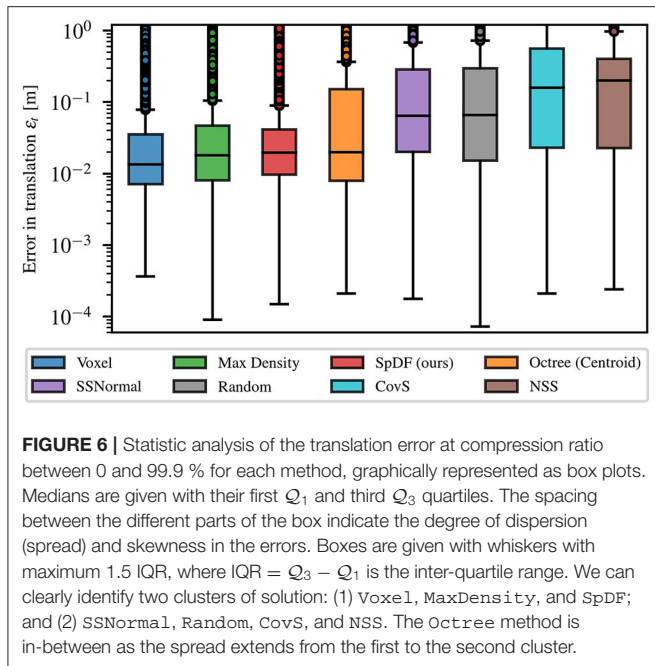 10⁰
10⁻¹
10⁻²
10⁻³
10⁻⁴
Error in translation εₜ [m]
Voxel
Max Density
SpDF (ours)
Octree (Centroid)
SSNormal
Random
CovS
NSS
FIGURE 6 | Statistic analysis of the translation error at compression ratio
between 0 and 99.9 % for each method, graphically represented as box plots.
Medians are given with their first Q₁ and third Q₃ quartiles. The spacing
between the different parts of the box indicate the degree of dispersion
(spread) and skewness in the errors. Boxes are given with whiskers with
maximum 1.5 IQR, where IQR = Q₃ − Q₁ is the inter-quartile range. We can
clearly identify two clusters of solution: (1) Voxel, MaxDensity, and SpDF;
and (2) SSNormal, Random, CovS, and NSS. The Octree method is
in-between as the spread extends from the first to the second cluster.